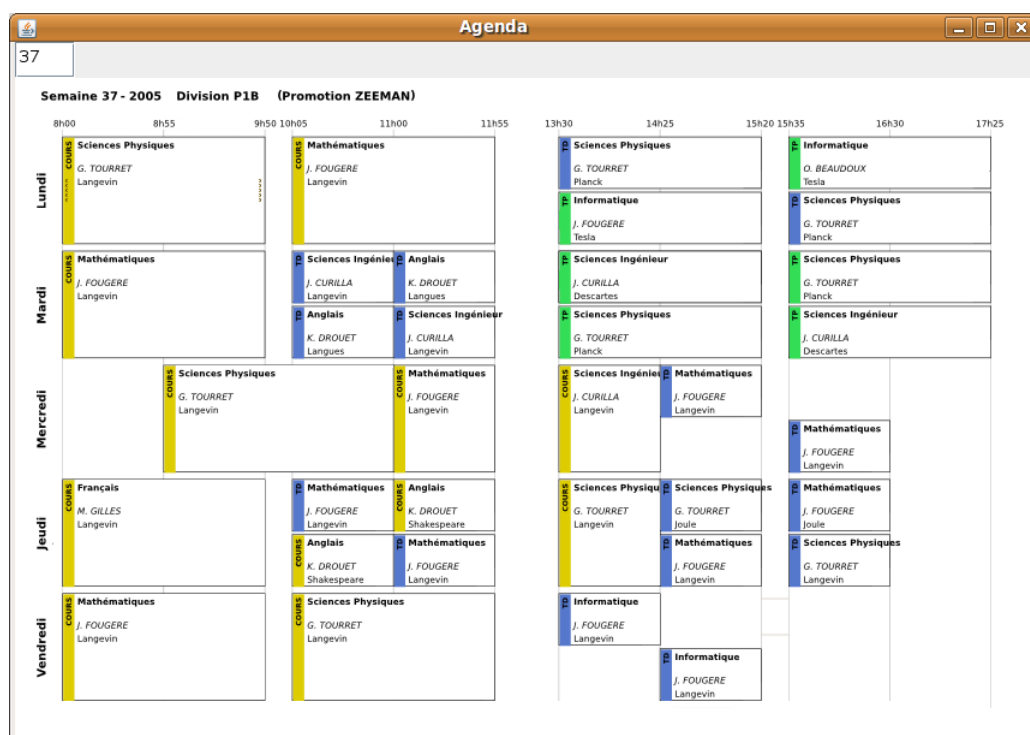 Agenda
37
Semaine 37 - 2005 Division P1B (Promotion ZEEMAN)
8h00 8h55 9h50 10h05 11h00 11h55 13h30 14h25 15h20 15h35 16h30 17h25
Lundi
COURS Sciences Physiques
G. TOURRET
Langevin
COURS Mathématiques
J. FOUGERE
Langevin
TD Sciences Physiques
G. TOURRET
Planck
TP Informatique
J. FOUGERE
Tesla
TP Informatique
O. BEAUDOUX
Tesla
TD Sciences Physiques
G. TOURRET
Planck
Mardi
COURS Mathématiques
J. FOUGERE
Langevin
TD Sciences Ingénieu
J. CURILLA
Langevin
TD Anglais
K. DROUET
Langues
TD Anglais
K. DROUET
Langues
TD Sciences Ingénieur
J. CURILLA
Langevin
TP Sciences Ingénieur
J. CURILLA
Descartes
TP Sciences Physiques
G. TOURRET
Planck
TP Sciences Physiques
G. TOURRET
Planck
TP Sciences Ingénieur
J. CURILLA
Descartes
Mercredi
COURS Sciences Physiques
G. TOURRET
Langevin
COURS Mathématiques
J. FOUGERE
Langevin
COURS Sciences Ingénieu
J. CURILLA
Langevin
TD Mathématiques
J. FOUGERE
Langevin
TD Mathématiques
J. FOUGERE
Langevin
Jeudi
COURS Français
M. GILLES
Langevin
TD Mathématiques
J. FOUGERE
Langevin
COURS Anglais
K. DROUET
Shakespeare
COURS Anglais
K. DROUET
Shakespeare
TD Mathématiques
J. FOUGERE
Langevin
COURS Sciences Physiqu
G. TOURRET
Langevin
TD Sciences Physiques
G. TOURRET
Joule
TD Mathématiques
J. FOUGERE
Langevin
TD Mathématiques
J. FOUGERE
Joule
TD Sciences Physiques
G. TOURRET
Langevin
Vendredi
COURS Mathématiques
J. FOUGERE
Langevin
COURS Sciences Physiques
G. TOURRET
Langevin
TD Informatique
J. FOUGERE
Langevin
TD Informatique
J. FOUGERE
Langevin